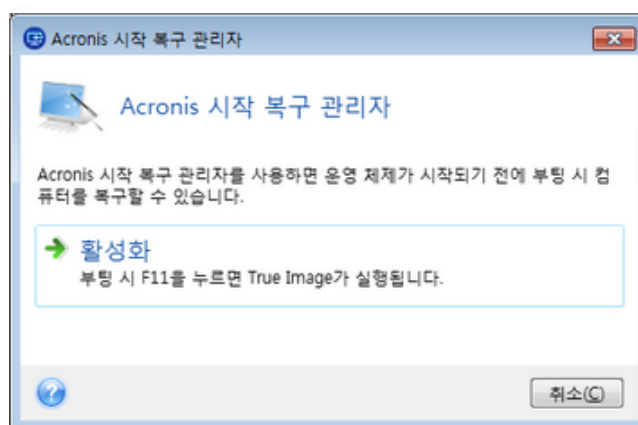 Acronis 시작 복구 관리자
Acronis 시작 복구 관리자
Acronis 시작 복구 관리자를 사용하면 운영 체제가 시작되기 전에 부팅 시 컴
퓨터를 복구할 수 있습니다.
활성화
부팅 시 F11을 누르면 True Image가 실행됩니다.
취소(C)